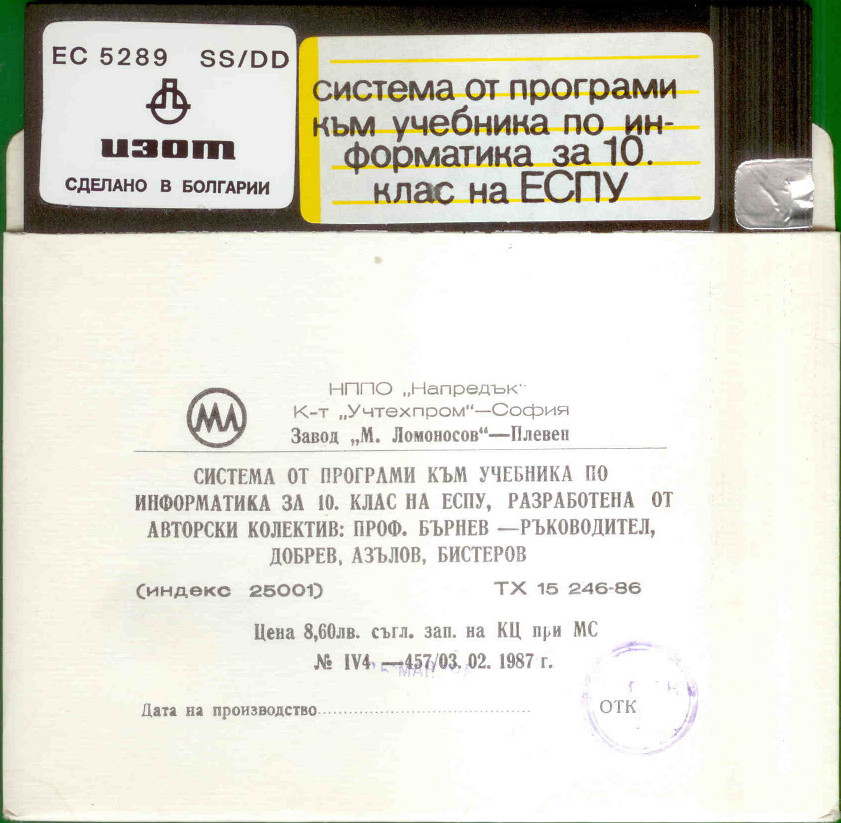 ЕС 5289 SS/DD
изот
СДЕЛАНО В БОЛГАРИИ
система от програми
към учебника по ин-
форматика за 10.
клас на ЕСПУ
МЛ
НППО „Напредък"
К-т „Учтехпром"—София
Завод „М. Ломоносов"—Плевен
СИСТЕМА ОТ ПРОГРАМИ КЪМ УЧЕБНИКА ПО
ИНФОРМАТИКА ЗА 10. КЛАС НА ЕСПУ, РАЗРАБОТЕНА ОТ
АВТОРСКИ КОЛЕКТИВ: ПРОФ. БЪРНЕВ —РЪКОВОДИТЕЛ,
ДОБРЕВ, АЗЪЛОВ, БИСТЕРОВ
(индекс 25001) ТХ 15 246-86
Цена 8,60лв. съгл. зап. на КЦ при МС
№ IV4 —457/03. 02. 1987 г.
Дата на производство
ОТК